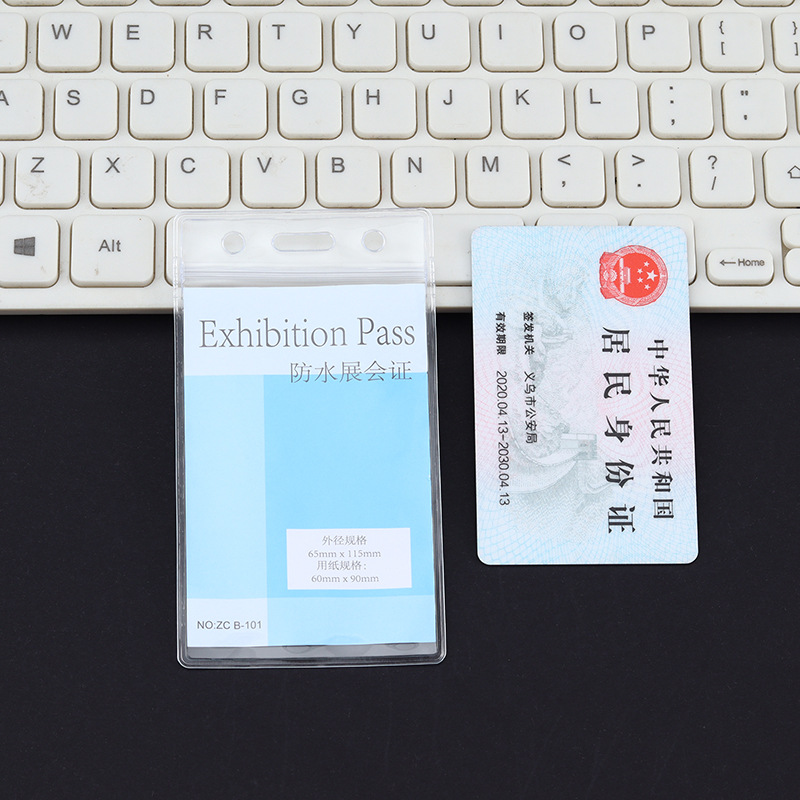 W E R T Y U I O P { [
A S D F G H J K L : ; " '
Z X C V B N M < , > . ? /
Alt
←Home
Exhibition Pass
防水展会证
外径规格
65mm x 115mm
用纸规格:
60mm x 90mm
NO:ZC B-101
中华人民共和国
居民身份证
签发机关 义乌市公安局
有效期限 2020.04.13-2030.04.13